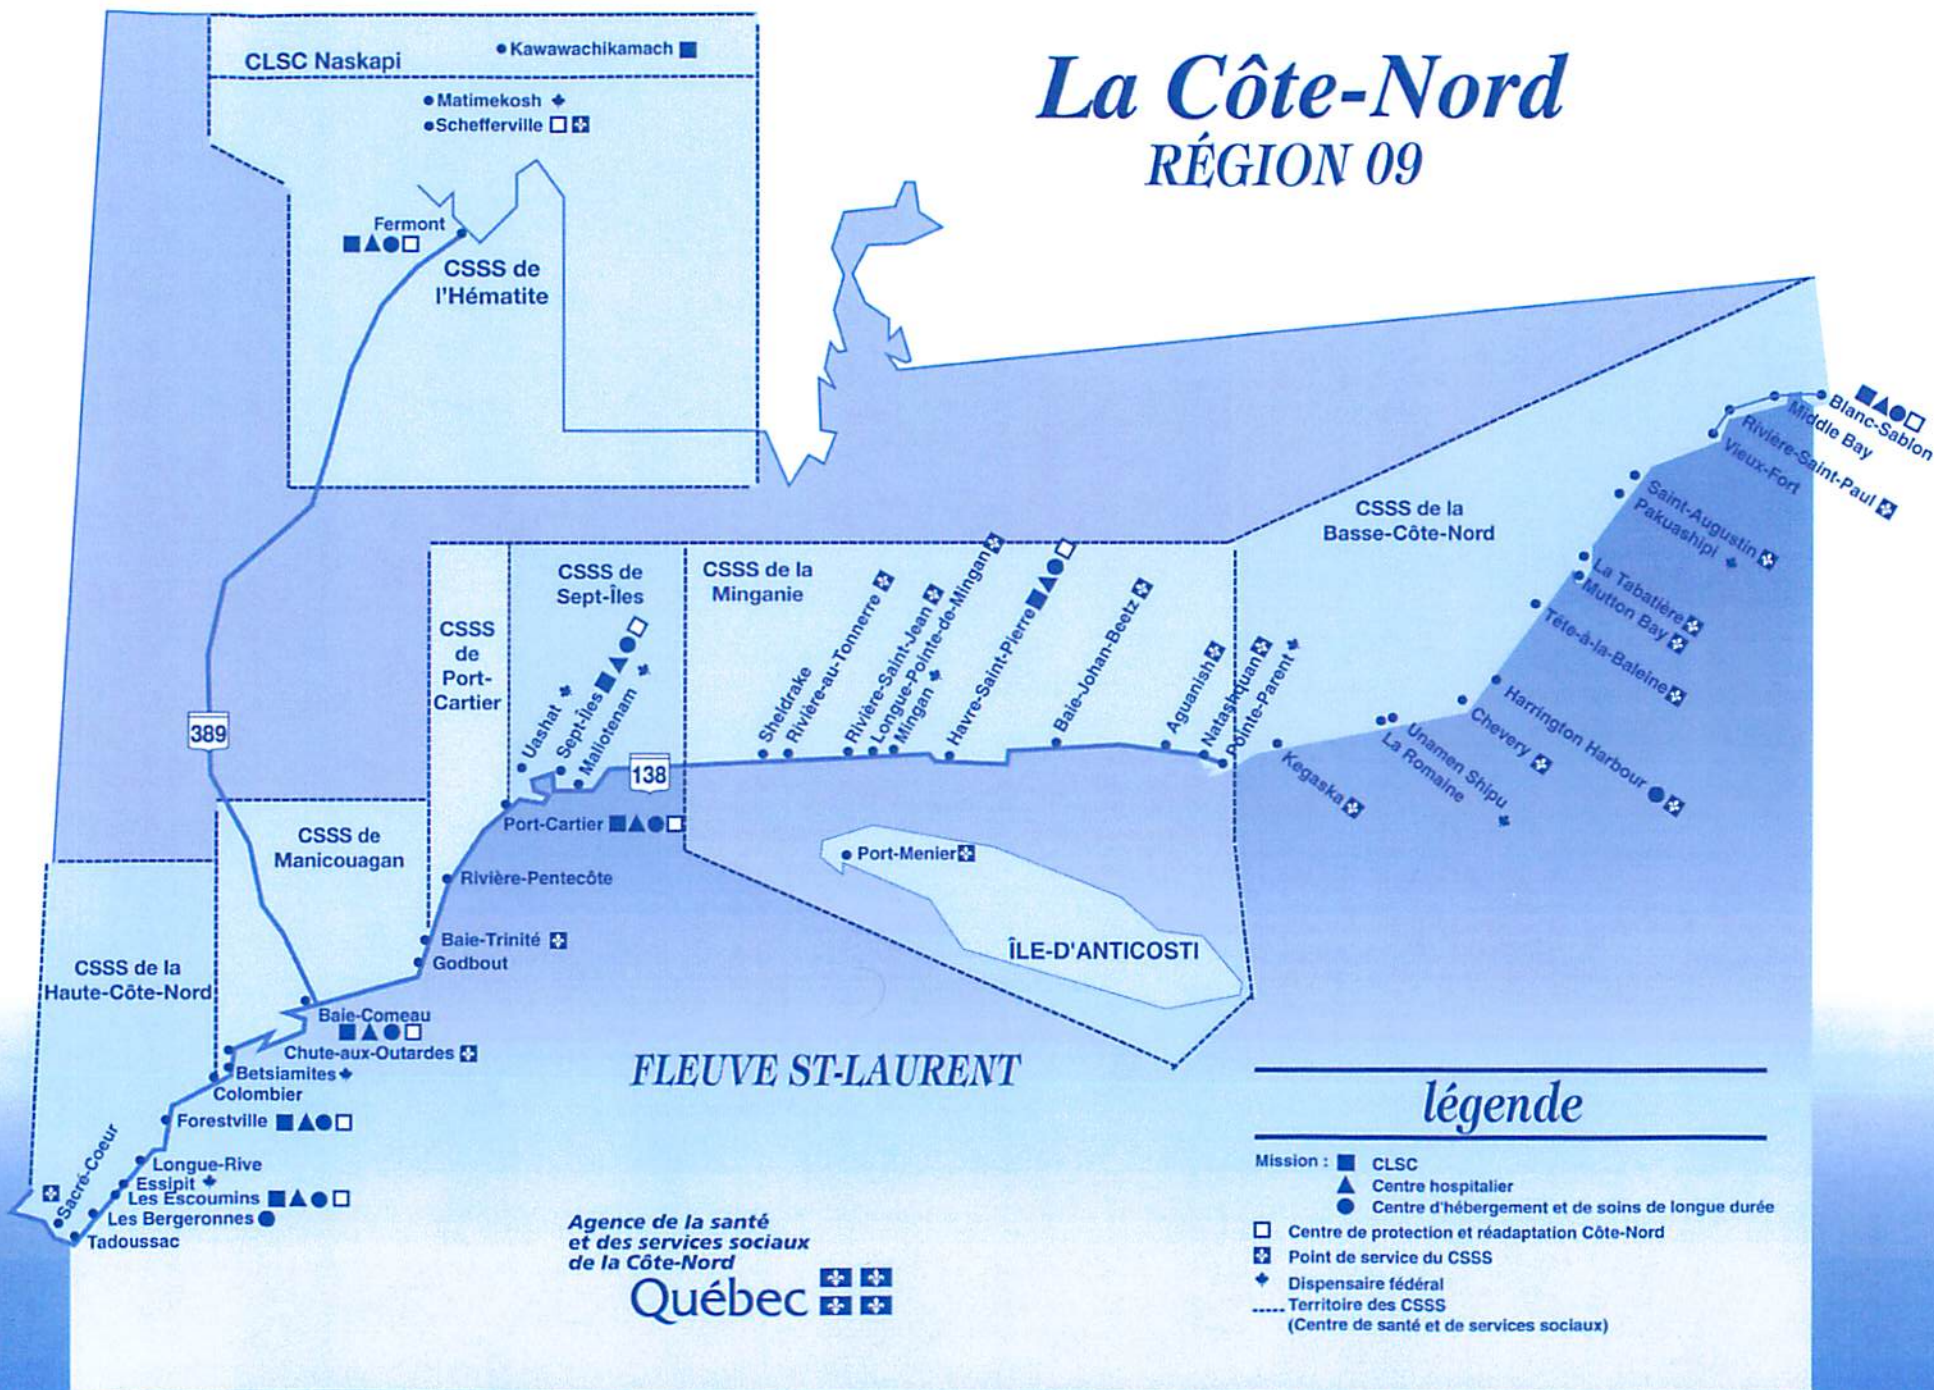 La Côte-Nord
RÉGION 09
CLSC Naskapi
Kawawachikamach
Matimekosh
Schefferville
Fermont
CSSS de
l'Hématite
389
CSSS de la
Basse-Côte-Nord
Blanc-Sablon
Middle Bay
Rivière-Saint-Paul
Vieux-Fort
Saint-Augustin
Pakuashipi
La Tabatière
Mutton Bay
Tête-à-la-Baleine
Harrington Harbour
Chevery
Unamen Shipu
La Romaine
Kegaska
CSSS
de
Port-
Cartier
CSSS de
Sept-Îles
Uashat
Sept-Îles
Maliotenam
138
CSSS de la
Minganie
Sheldrake
Rivière-au-Tonnerre
Rivière-Saint-Jean
Longue-Pointe-de-Mingan
Mingan
Havre-Saint-Pierre
Baie-Johan-Beetz
Aguanish
Natashquan
Pointe-Parent
Port-Cartier
Rivière-Pentecôte
CSSS de
Manicouagan
Baie-Trinité
Godbout
Port-Menier
ÎLE-D'ANTICOSTI
CSSS de la
Haute-Côte-Nord
Baie-Comeau
Chute-aux-Outardes
Betsiamites
Colombier
Forestville
Sacré-Coeur
Longue-Rive
Essipit
Les Escoumins
Les Bergeronnes
Tadoussac
FLEUVE ST-LAURENT
Agence de la santé
et des services sociaux
de la Côte-Nord
Québec
légende
Mission : CLSC
Centre hospitalier
Centre d'hébergement et de soins de longue durée
Centre de protection et réadaptation Côte-Nord
Point de service du CSSS
Dispensaire fédéral
Territoire des CSSS
(Centre de santé et de services sociaux)